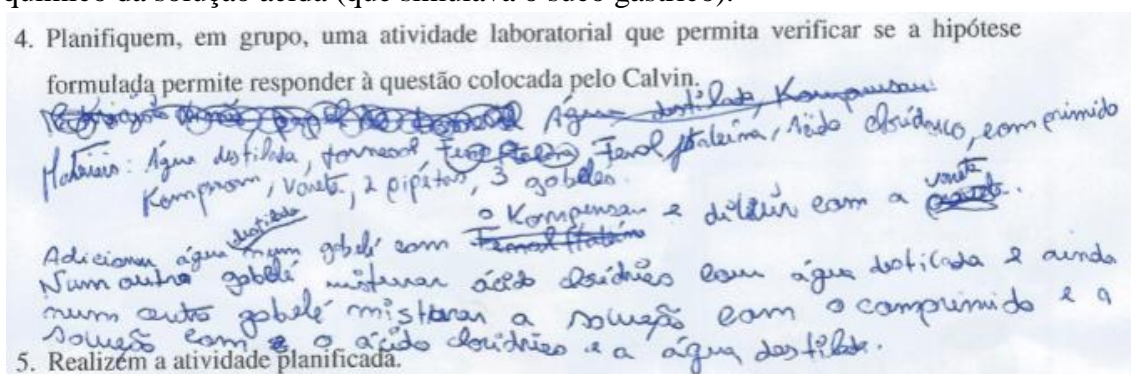 químico da solução ácida (que simulava o suco gástrico).
4. Planifiquem, em grupo, uma atividade laboratorial que permita verificar se a hipótese
formulada permite responder à questão colocada pelo Calvin.
Água destilada, Kompensan
Materiais: Água destilada, tornesol Fenolftaleína, Ácido clorídrico, comprimido
Kompensan, vareta, 2 pipetas, 3 gobelés.
Adicionar água destilada num gobelé com o Kompensan e diluir com a vareta.
Num outro gobelé misturar ácido clorídrico com água destilada e ainda
num outro gobelé misturar a solução com o comprimido e a
solução com o ácido clorídrico e a água destilada.
5. Realizem a atividade planificada.